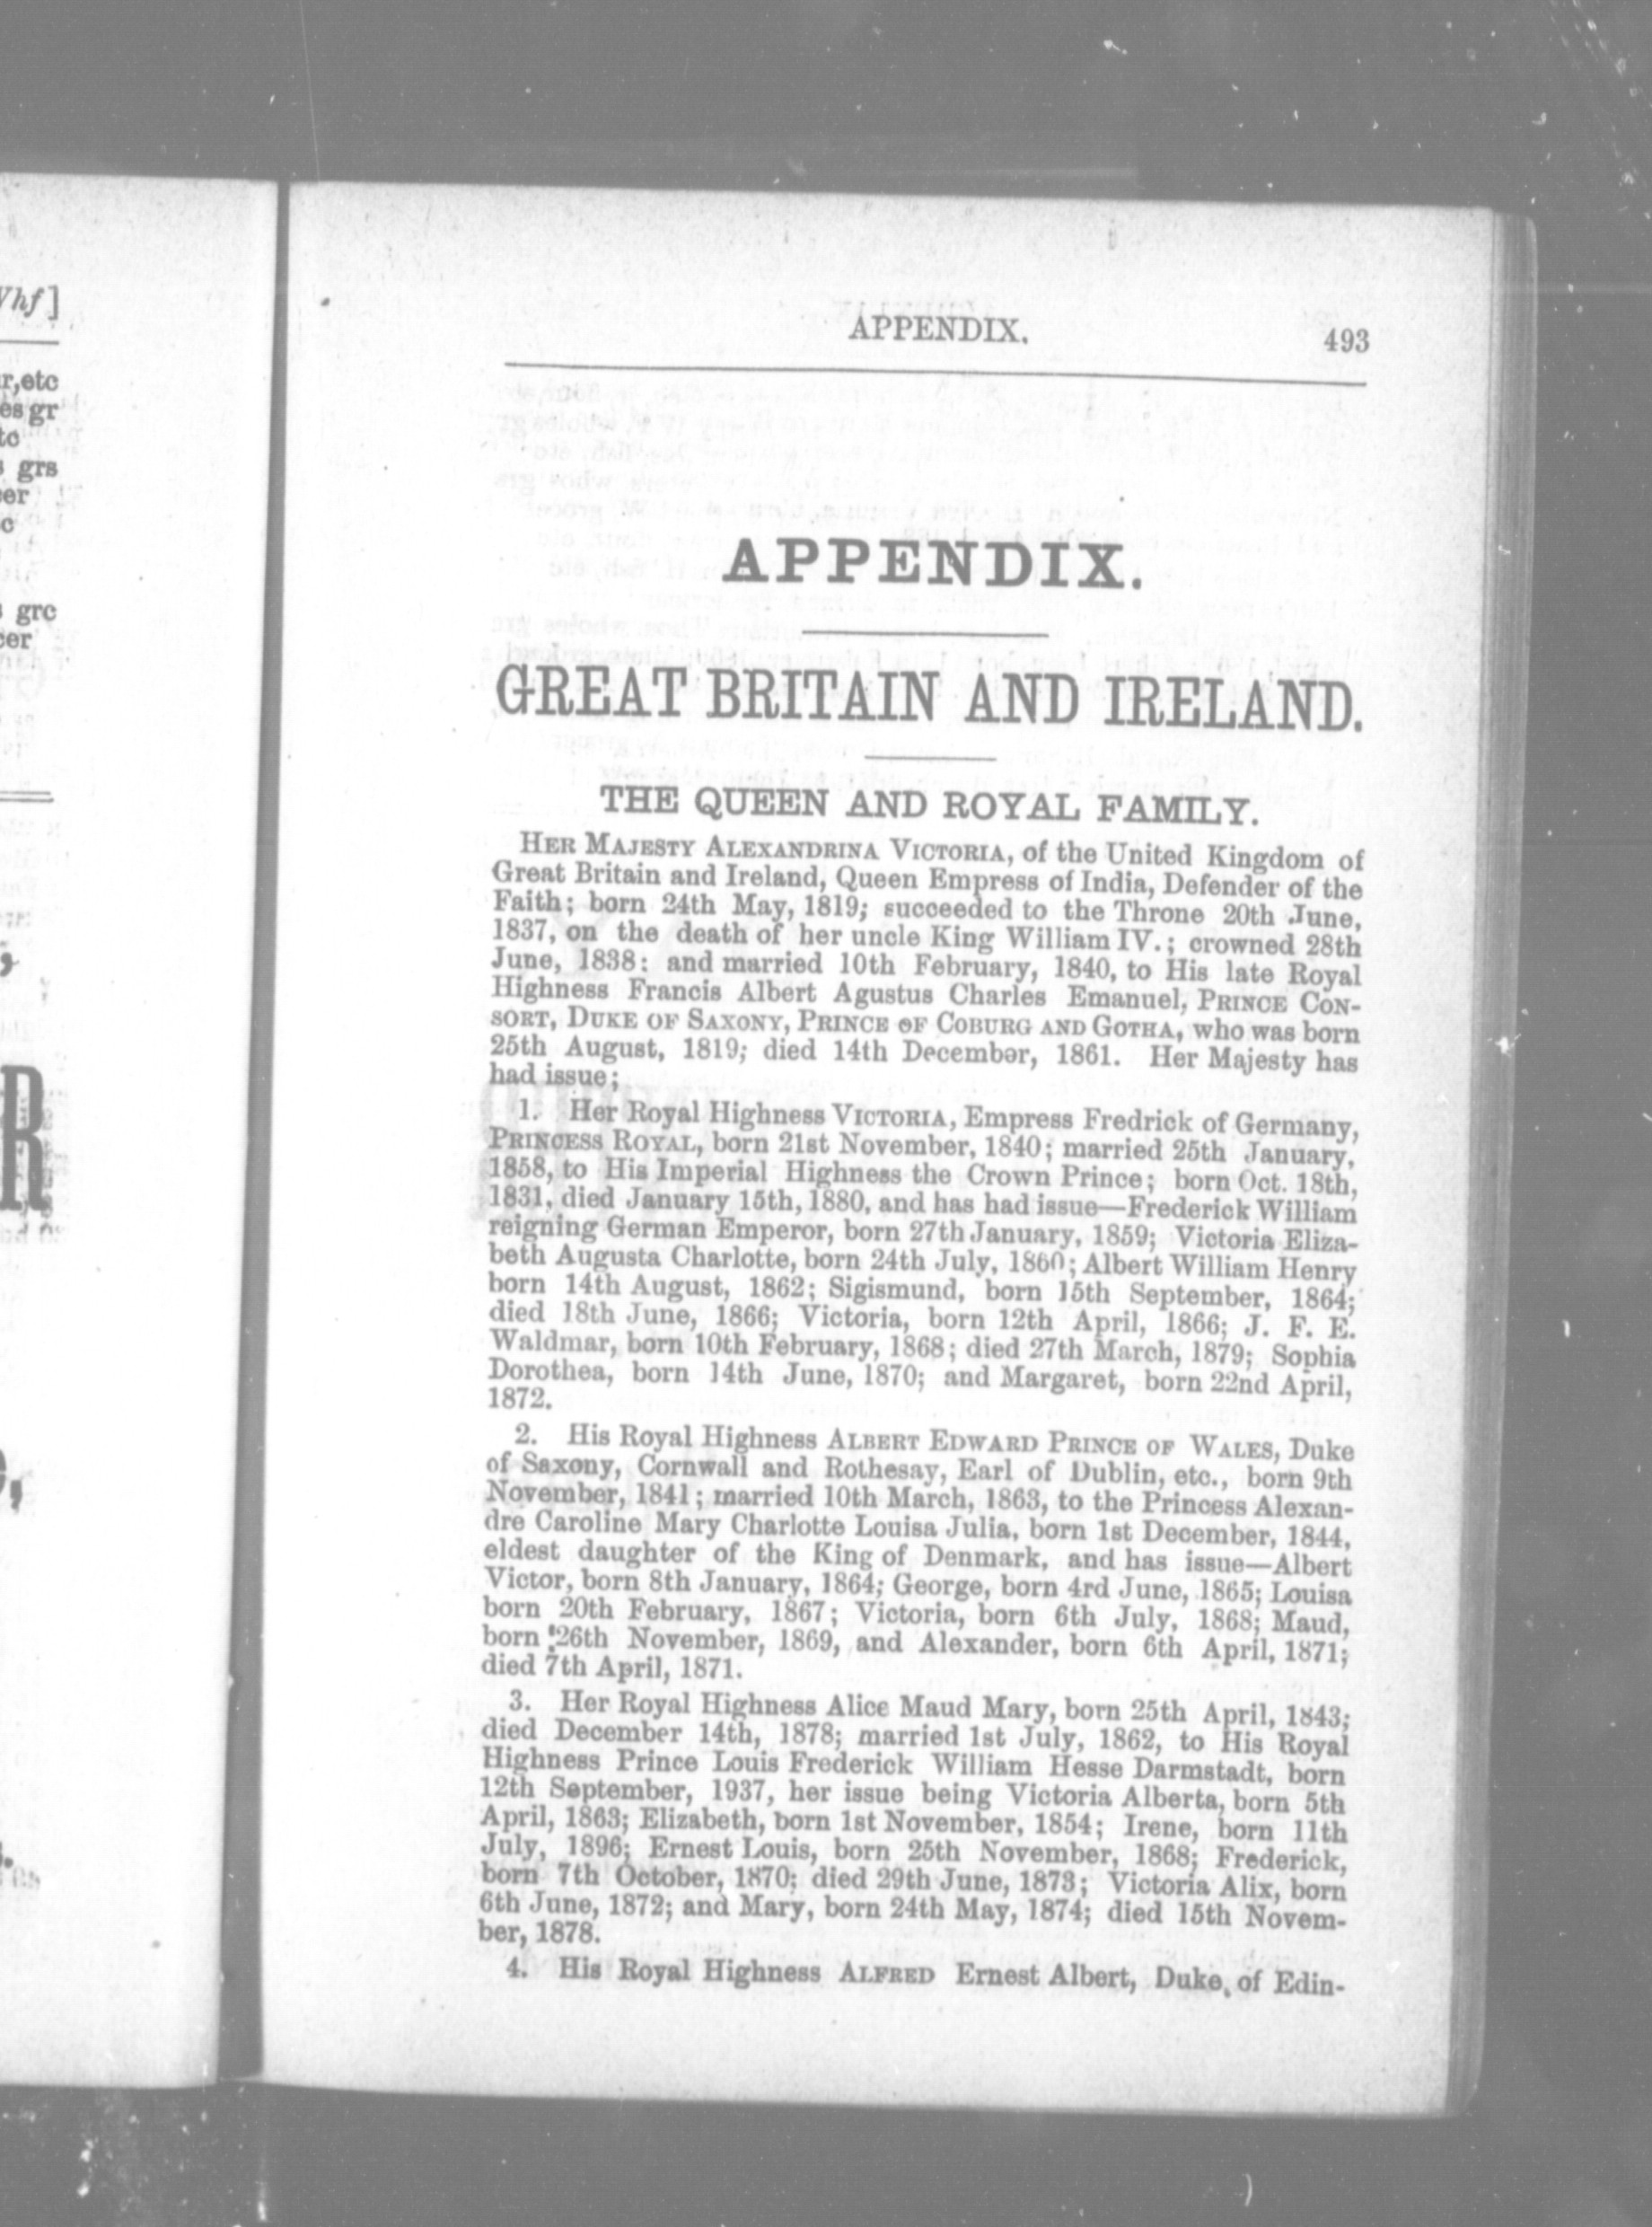 Whf]
r,etc
es gr
tc
s grs
cer
c
s grc
cer
R
APPENDIX. 493
APPENDIX.
GREAT BRITAIN AND IRELAND.
THE QUEEN AND ROYAL FAMILY.
HER MAJESTY ALEXANDRINA VICTORIA, of the United Kingdom of
Great Britain and Ireland, Queen Empress of India, Defender of the
Faith; born 24th May, 1819; succeeded to the Throne 20th June,
1837, on the death of her uncle King William IV.; crowned 28th
June, 1838: and married 10th February, 1840, to His late Royal
Highness Francis Albert Agustus Charles Emanuel, PRINCE CON-
SORT, DUKE OF SAXONY, PRINCE OF COBURG AND GOTHA, who was born
25th August, 1819; died 14th December, 1861. Her Majesty has
had issue;
1. Her Royal Highness VICTORIA, Empress Fredrick of Germany,
PRINCESS ROYAL, born 21st November, 1840; married 25th January,
1858, to His Imperial Highness the Crown Prince; born Oct. 18th,
1831, died January 15th, 1880, and has had issue—Frederick William
reigning German Emperor, born 27th January, 1859; Victoria Eliza-
beth Augusta Charlotte, born 24th July, 1860; Albert William Henry
born 14th August, 1862; Sigismund, born 15th September, 1864;
died 18th June, 1866; Victoria, born 12th April, 1866; J. F. E.
Waldmar, born 10th February, 1868; died 27th March, 1879; Sophia
Dorothea, born 14th June, 1870; and Margaret, born 22nd April,
1872.
2. His Royal Highness ALBERT EDWARD PRINCE OF WALES, Duke
of Saxony, Cornwall and Rothesay, Earl of Dublin, etc., born 9th
November, 1841; married 10th March, 1863, to the Princess Alexan-
dre Caroline Mary Charlotte Louisa Julia, born 1st December, 1844,
eldest daughter of the King of Denmark, and has issue—Albert
Victor, born 8th January, 1864; George, born 4rd June, 1865; Louisa
born 20th February, 1867; Victoria, born 6th July, 1868; Maud,
born 26th November, 1869, and Alexander, born 6th April, 1871;
died 7th April, 1871.
3. Her Royal Highness Alice Maud Mary, born 25th April, 1843;
died December 14th, 1878; married 1st July, 1862, to His Royal
Highness Prince Louis Frederick William Hesse Darmstadt, born
12th September, 1937, her issue being Victoria Alberta, born 5th
April, 1863; Elizabeth, born 1st November, 1854; Irene, born 11th
July, 1896; Ernest Louis, born 25th November, 1868; Frederick,
born 7th October, 1870; died 29th June, 1873; Victoria Alix, born
6th June, 1872; and Mary, born 24th May, 1874; died 15th Novem-
ber, 1878.
4. His Royal Highness ALFRED Ernest Albert, Duke of Edin-